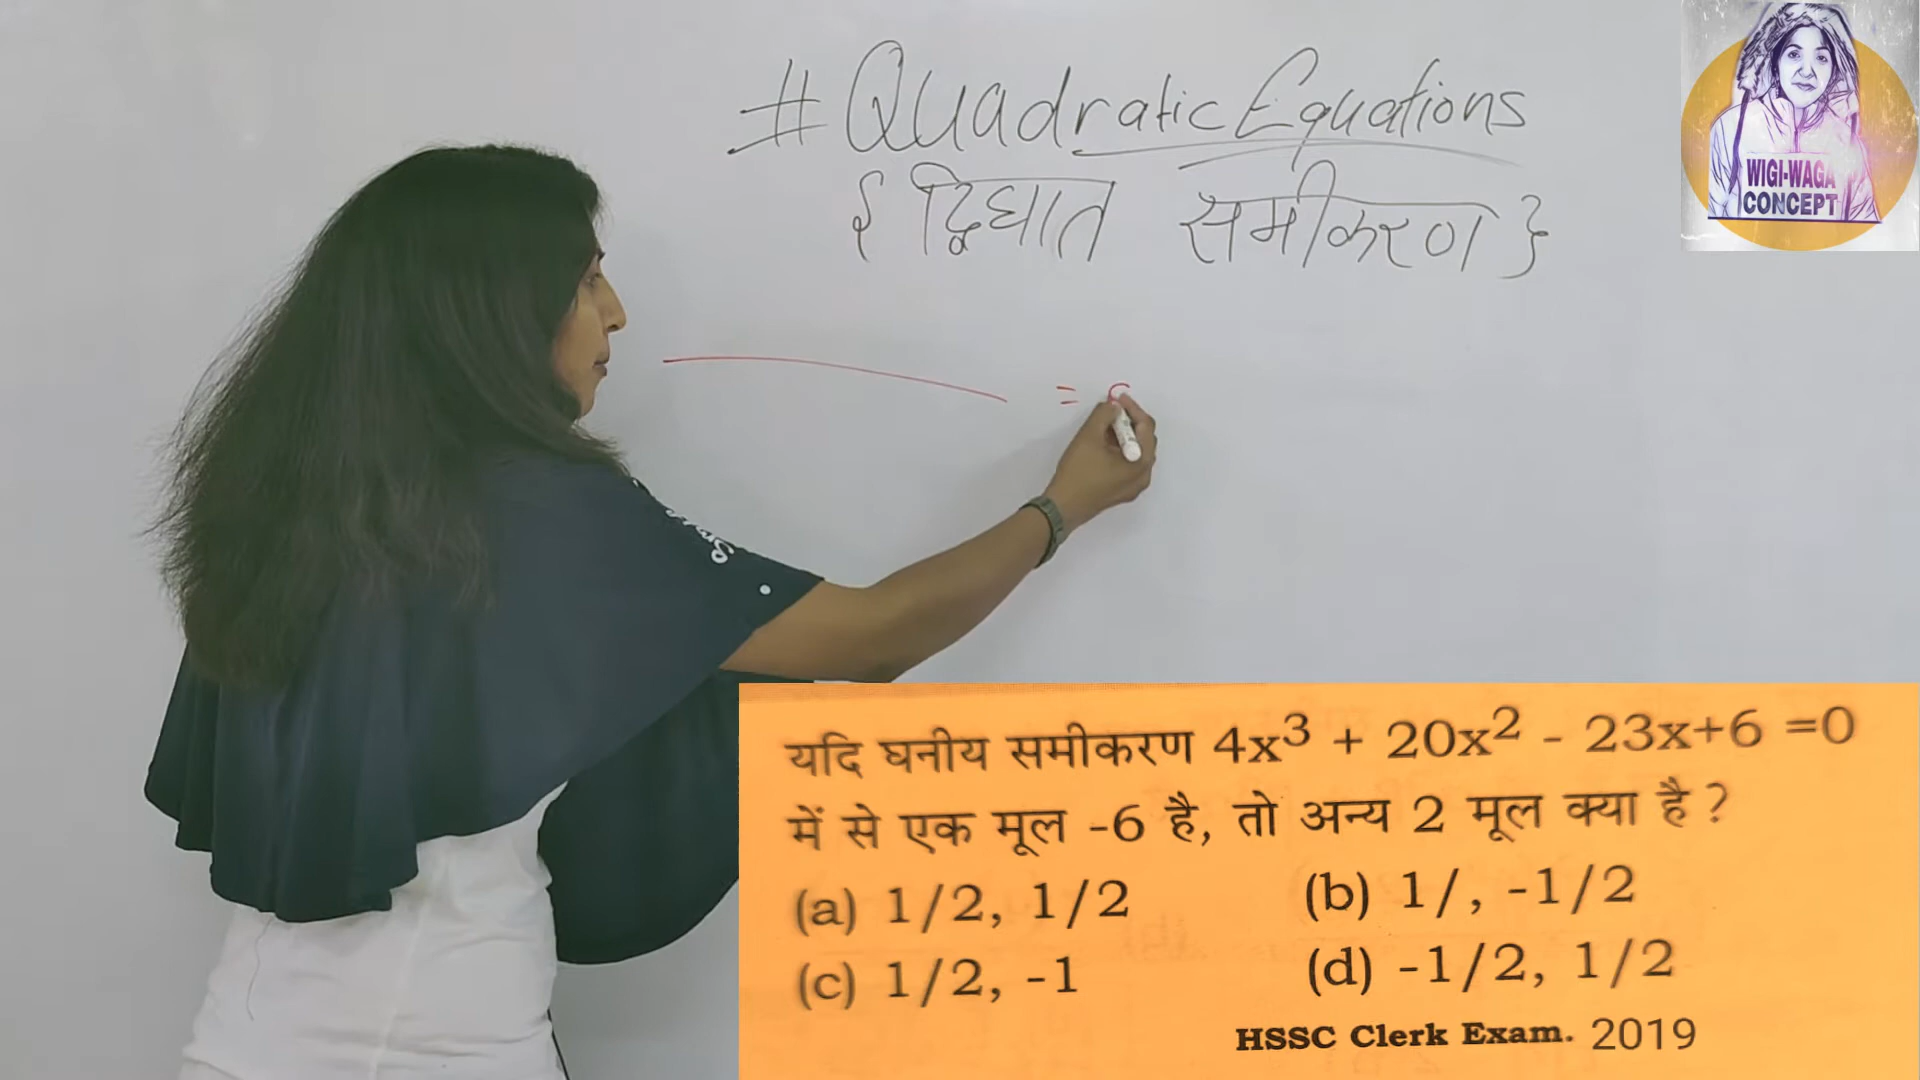 # Quadratic Equations
{ द्विघात समीकरण }
WIGI-WAGA
CONCEPT
=
यदि घनीय समीकरण 4x³ + 20x² - 23x+6 =0
में से एक मूल -6 है, तो अन्य 2 मूल क्या है ?
(a) 1/2, 1/2 (b) 1/, -1/2
(c) 1/2, -1 (d) -1/2, 1/2
HSSC Clerk Exam. 2019